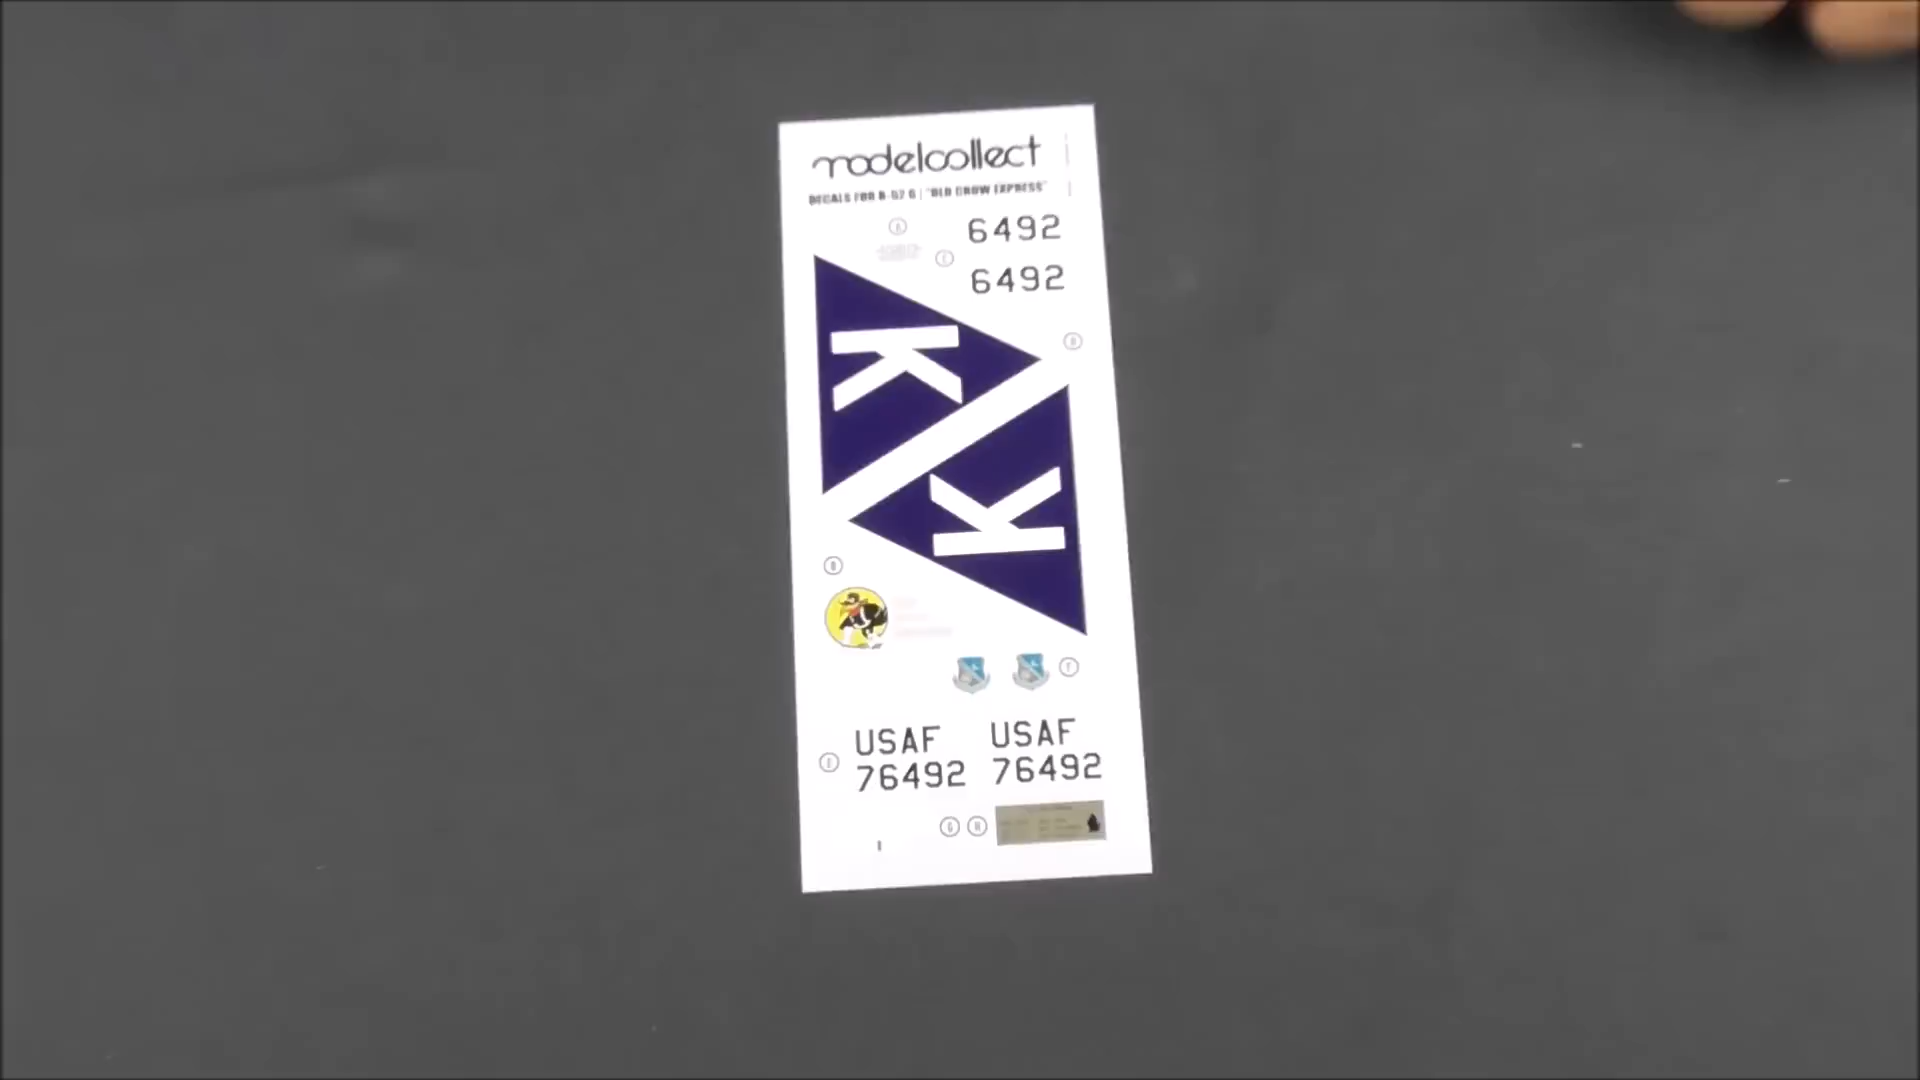 modelcollect
DECALS FOR B-52 G | "OLD CROW EXPRESS"
A
6492
C
6492
K
K
USAF
76492
USAF
76492
G H